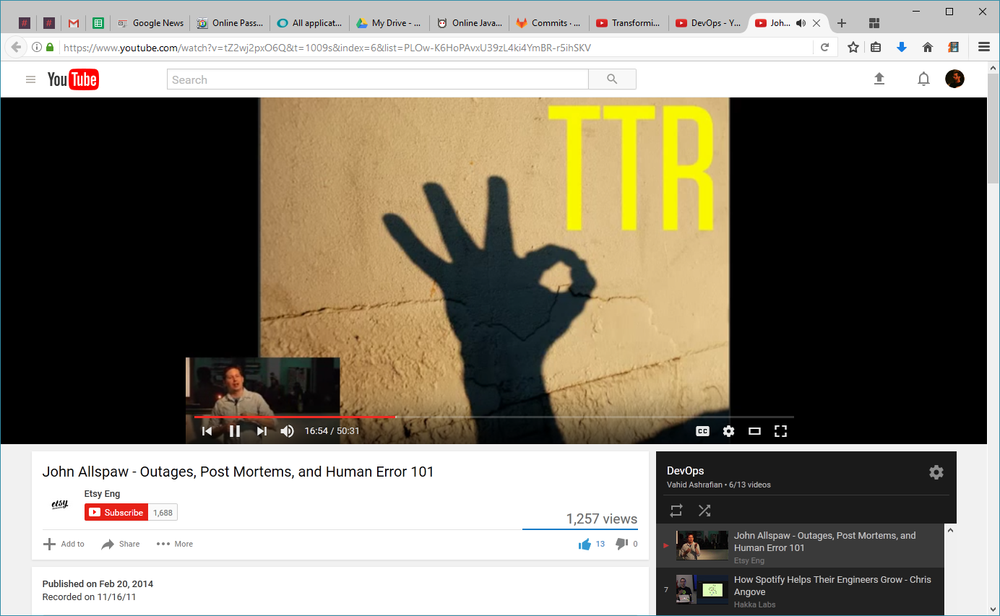 # # Google News Online Pass... All applicat... My Drive - ... Online Java... Commits · ... Transformi... DevOps - Y... Joh...
https://www.youtube.com/watch?v=tZ2wj2pxO6Q&t=1009s&index=6&list=PLOw-K6HoPAvxU39zL4ki4YmBR-r5ihSKV
YouTube
Search
TTR
16:54 / 50:31
CC
John Allspaw - Outages, Post Mortems, and Human Error 101
etsy
Etsy Eng
Subscribe 1,688
1,257 views
Add to Share More 13 0
Published on Feb 20, 2014
Recorded on 11/16/11
DevOps
Vahid Ashrafian • 6/13 videos
John Allspaw - Outages, Post Mortems, and
Human Error 101
Etsy Eng
7
How Spotify Helps Their Engineers Grow - Chris
Angove
Hakka Labs